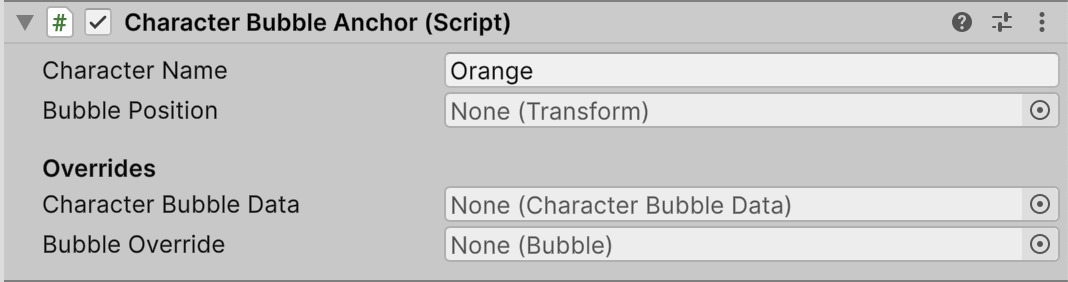 Character Bubble Anchor (Script)
Character Name Orange
Bubble Position None (Transform)
Overrides
Character Bubble Data None (Character Bubble Data)
Bubble Override None (Bubble)